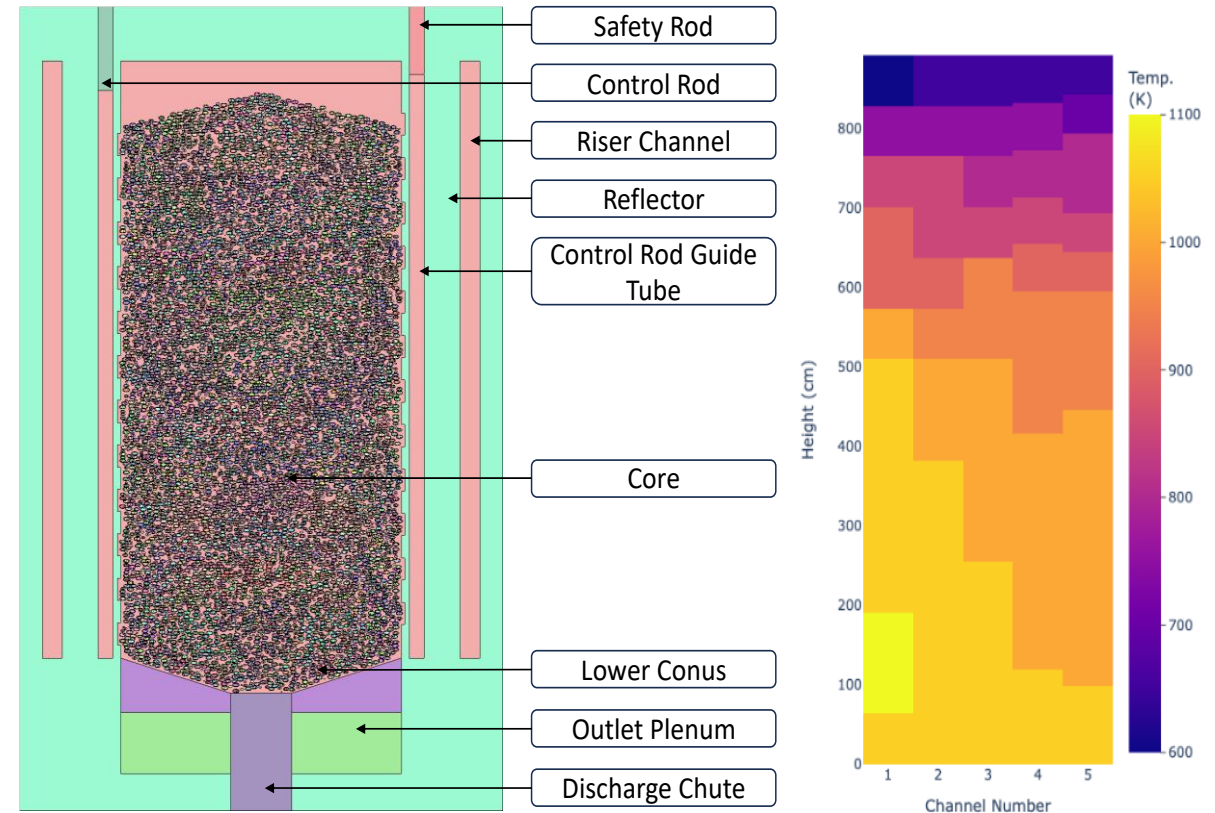 Safety Rod
Control Rod
Riser Channel
Reflector
Control Rod Guide
Tube
Core
Lower Conus
Outlet Plenum
Discharge Chute
Height (cm)
800
700
600
500
400
300
200
100
0
1 2 3 4 5
Channel Number
Temp.
(K)
1100
1000
900
800
700
600